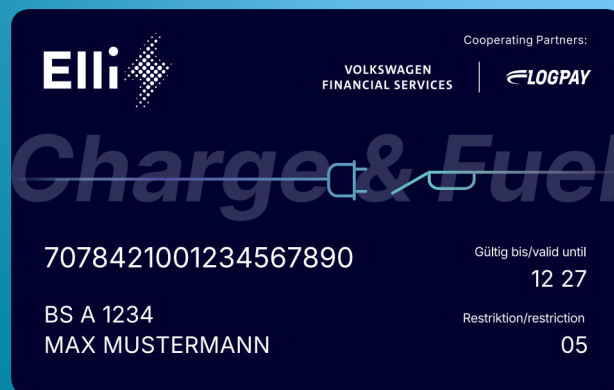 Cooperating Partners:
Elli
VOLKSWAGEN
FINANCIAL SERVICES
LOGPAY
Charge & Fuel
7078421001234567890
Gültig bis/valid until
12 27
BS A 1234
MAX MUSTERMANN
Restriktion/restriction
05